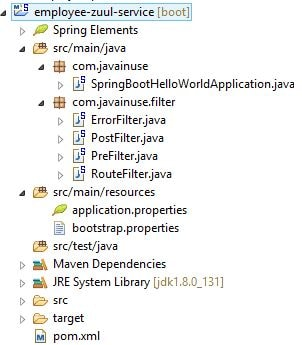 employee-zuul-service [boot]
Spring Elements
src/main/java
com.javainuse
SpringBootHelloWorldApplication.java
com.javainuse.filter
ErrorFilter.java
PostFilter.java
PreFilter.java
RouteFilter.java
src/main/resources
application.properties
bootstrap.properties
src/test/java
Maven Dependencies
JRE System Library [jdk1.8.0_131]
src
target
pom.xml